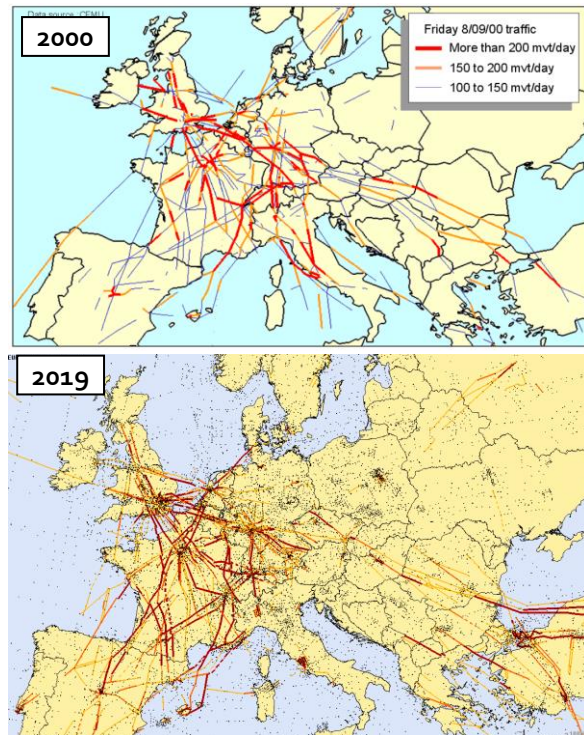 Data source : CFMU
2000
Friday 8/09/00 traffic
More than 200 mvt/day
150 to 200 mvt/day
100 to 150 mvt/day
2019